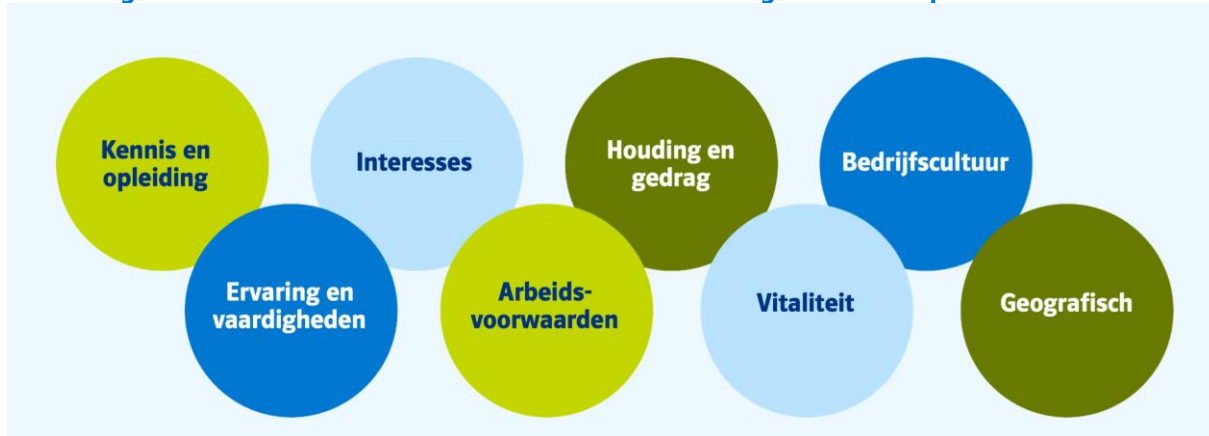 Kennis en
opleiding
Interesses
Houding en
gedrag
Bedrijfscultuur
Ervaring en
vaardigheden
Arbeids-
voorwaarden
Vitaliteit
Geografisch